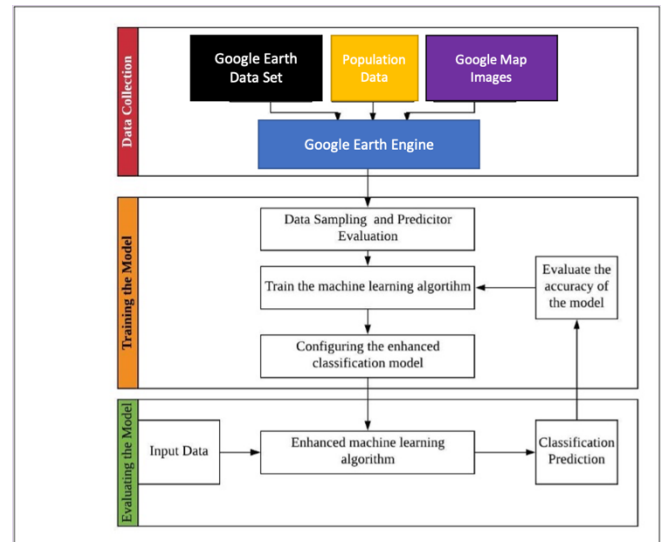 Data Collection
Google Earth
Data Set
Population
Data
Google Map
Images
Google Earth Engine
Training the Model
Data Sampling and Predicitor
Evaluation
Train the machine learning algortihm
Evaluate the
accuracy of
the model
Configuring the enhanced
classification model
Evaluating the Model
Input Data
Enhanced machine learning
algorithm
Classification
Prediction